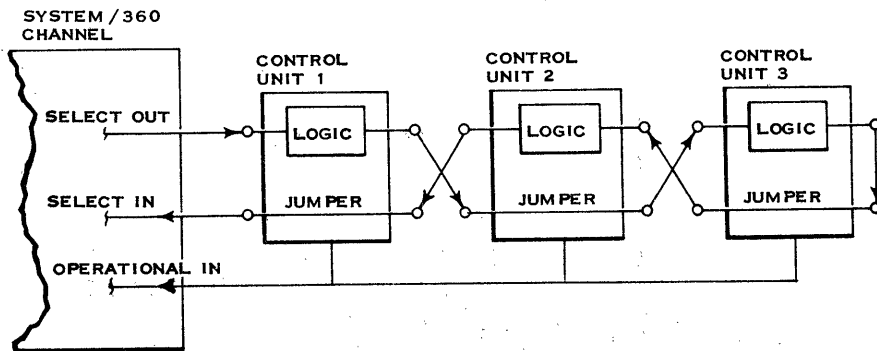 SYSTEM/360
CHANNEL
CONTROL
UNIT 1
CONTROL
UNIT 2
CONTROL
UNIT 3
SELECT OUT
LOGIC
LOGIC
LOGIC
SELECT IN
JUMPER
JUMPER
JUMPER
OPERATIONAL IN